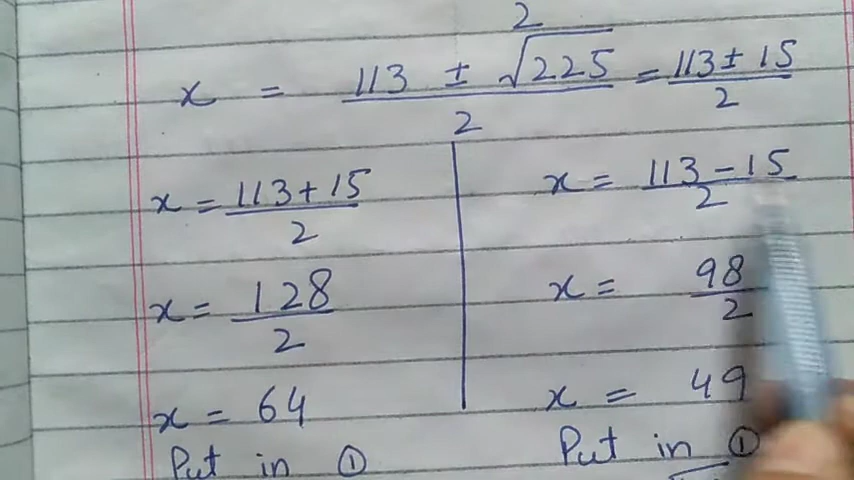 2
x = 113 ± √225 / 2 = 113 ± 15 / 2
x = 113 + 15 / 2
x = 128 / 2
x = 64
Put in ①
x = 113 - 15 / 2
x = 98 / 2
x = 49
Put in ①